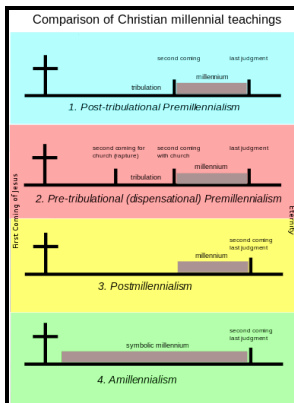 Comparison of Christian millennial teachings
second coming
last judgment
millennium
tribulation
1. Post-tribulational Premillennialism
second coming for
church (rapture)
second coming
with church
last judgment
millennium
tribulation
2. Pre-tribulational (dispensational) Premillennialism
First Coming of Jesus
Eternity
second coming
last judgment
millennium
3. Postmillennialism
second coming
last judgment
symbolic millennium
4. Amillennialism